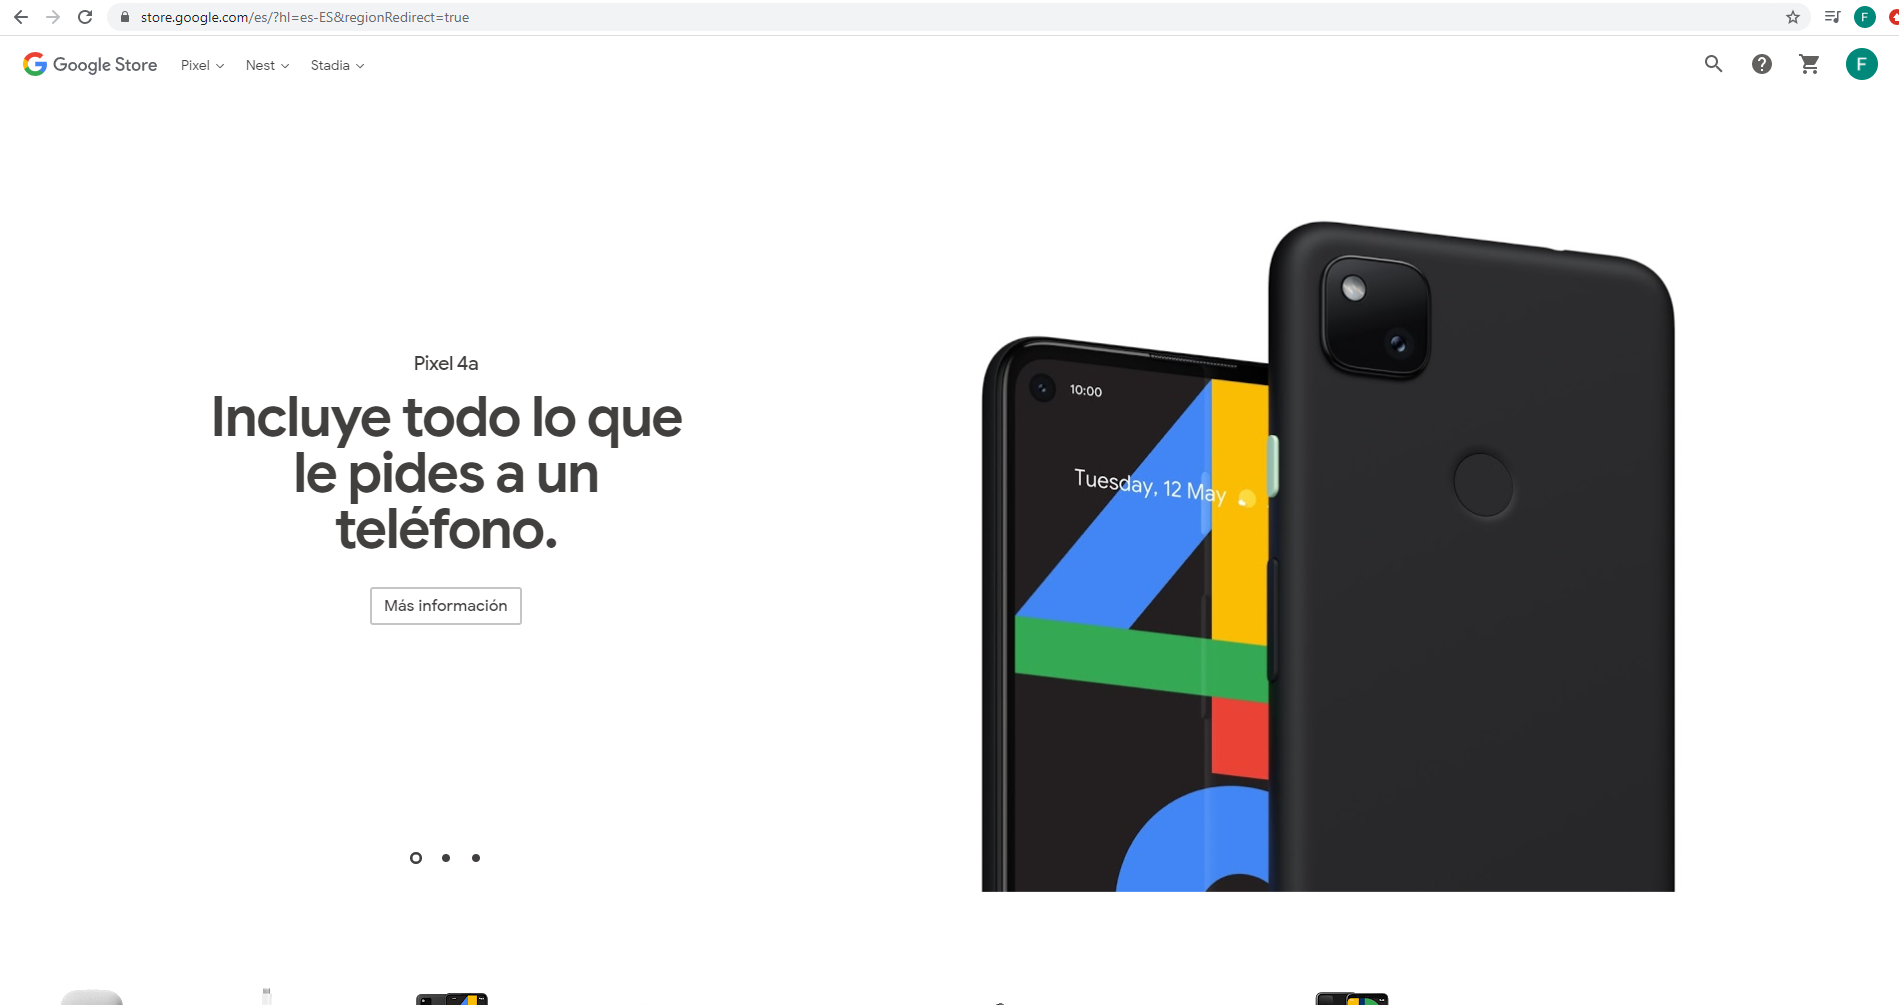 store.google.com/es/?hl=es-ES&regionRedirect=true
F
Google Store Pixel Nest Stadia
F
Pixel 4a
Incluye todo lo que
le pides a un
teléfono.
Más información
10:00
Tuesday, 12 May